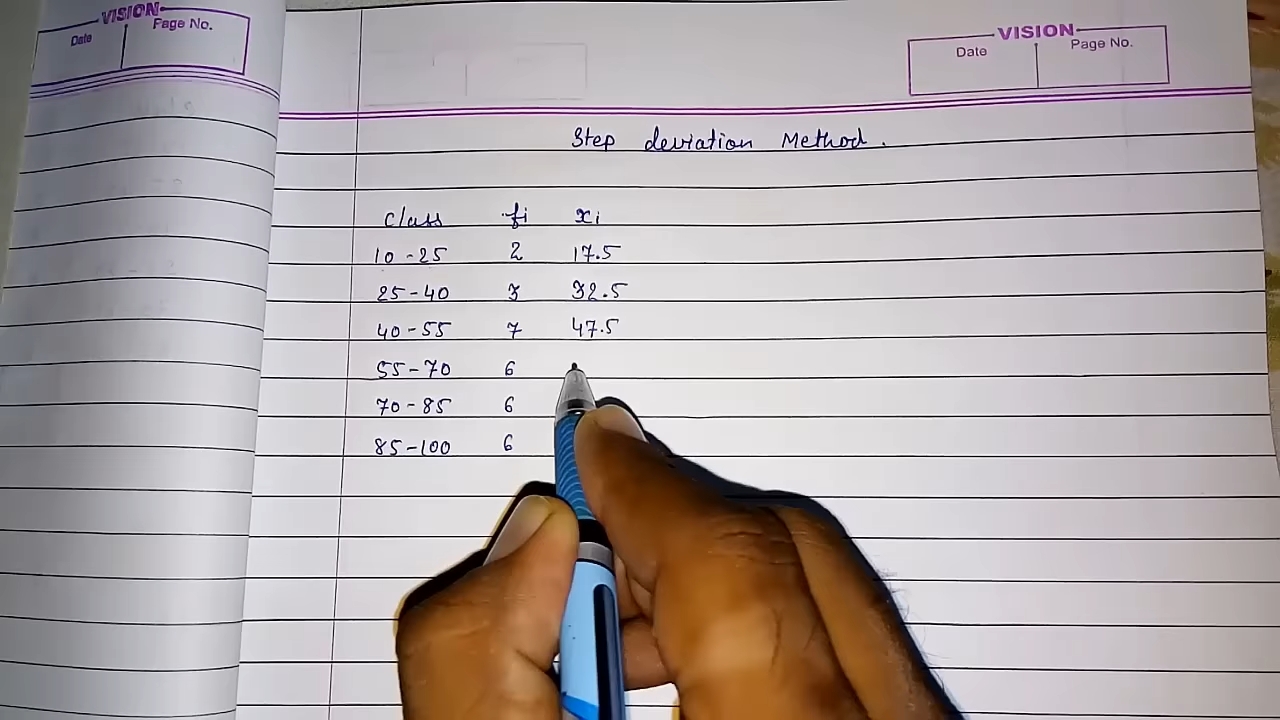 VISION
Date Page No.
VISION
Date Page No.
Step deviation Method.
Class fi xi
10-25 2 17.5
25-40 3 32.5
40-55 7 47.5
55-70 6
70-85 6
85-100 6